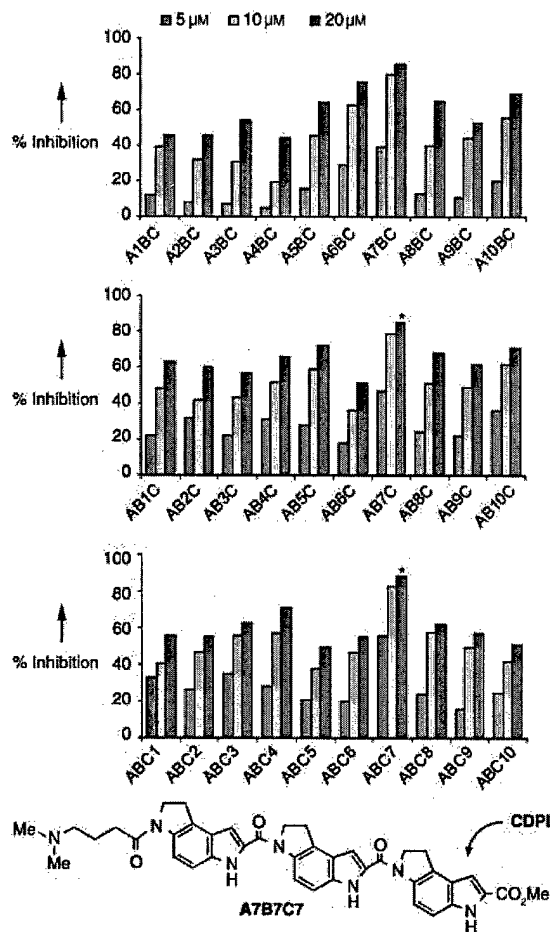 5 µM 10 µM 20 µM
100
80
60
40
20
0
% Inhibition
A1BC A2BC A3BC A4BC A5BC A6BC A7BC A8BC A9BC A10BC
100
80
60
40
20
0
% Inhibition
*
AB1C AB2C AB3C AB4C AB5C AB6C AB7C AB8C AB9C AB10C
100
80
60
40
20
0
% Inhibition
*
ABC1 ABC2 ABC3 ABC4 ABC5 ABC6 ABC7 ABC8 ABC9 ABC10
CDPI
Me
N
Me
O
N
N
H
O
N
N
H
O
N
N
H
CO2Me
A7B7C7